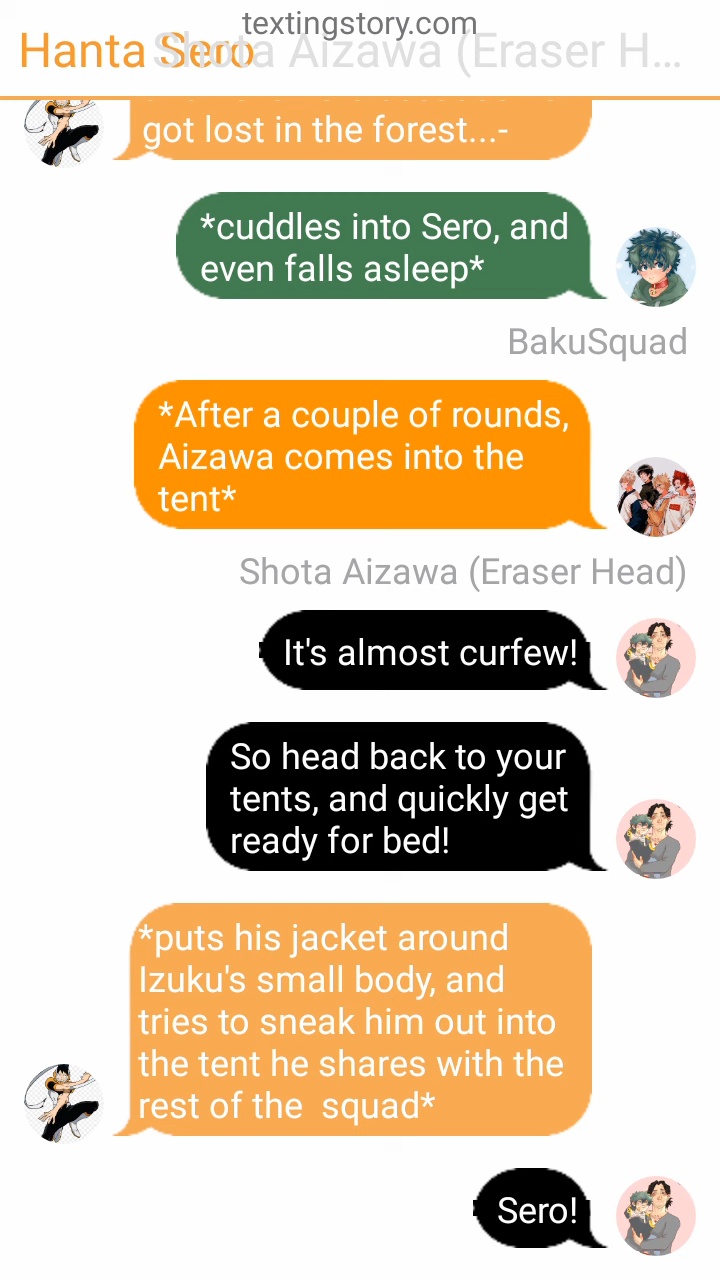 textingstory.com
Hanta Sero
Shota Aizawa (Eraser H...
got lost in the forest...-
*cuddles into Sero, and
even falls asleep*
BakuSquad
*After a couple of rounds,
Aizawa comes into the
tent*
Shota Aizawa (Eraser Head)
It's almost curfew!
So head back to your
tents, and quickly get
ready for bed!
*puts his jacket around
Izuku's small body, and
tries to sneak him out into
the tent he shares with the
rest of the  squad*
Sero!